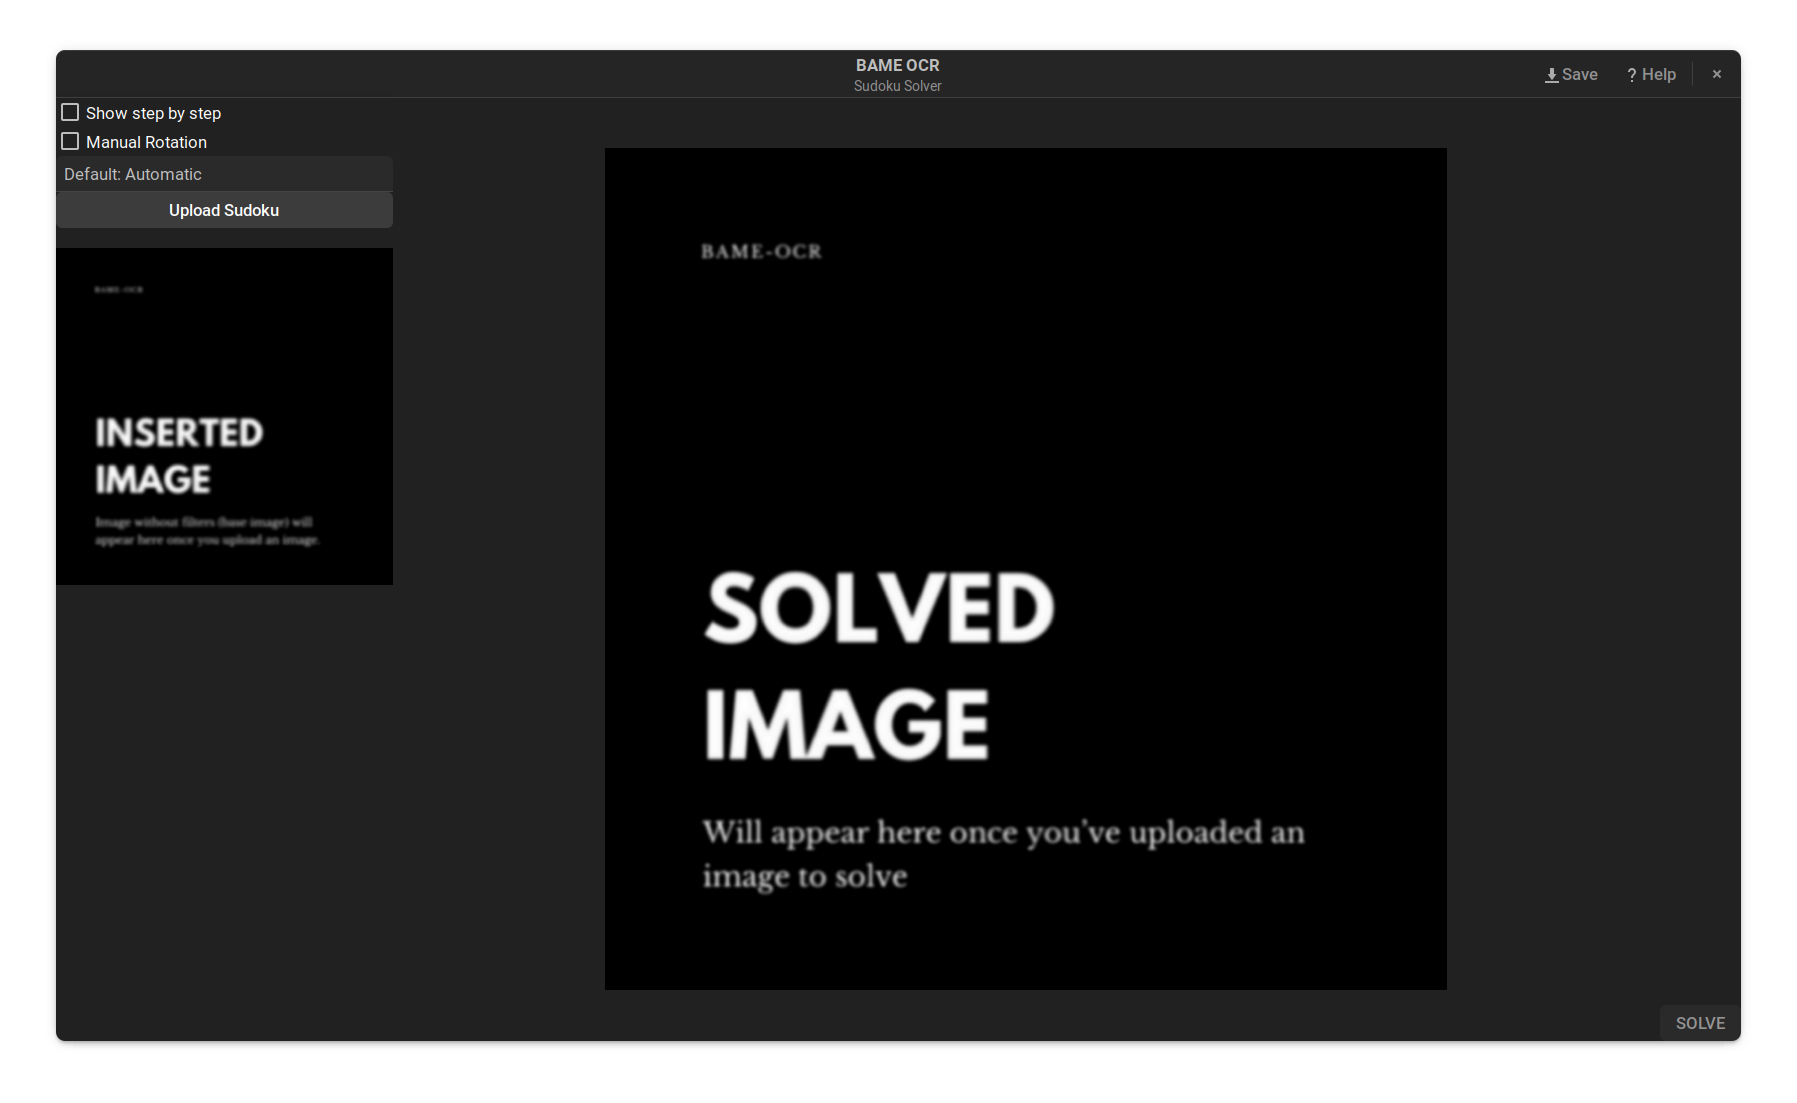 BAME OCR
Sudoku Solver
Save
? Help
×
Show step by step
Manual Rotation
Default: Automatic
Upload Sudoku
BAME-OCR
INSERTED
IMAGE
Image without filters (base image) will
appear here once you upload an image.
BAME-OCR
SOLVED
IMAGE
Will appear here once you've uploaded an
image to solve
SOLVE